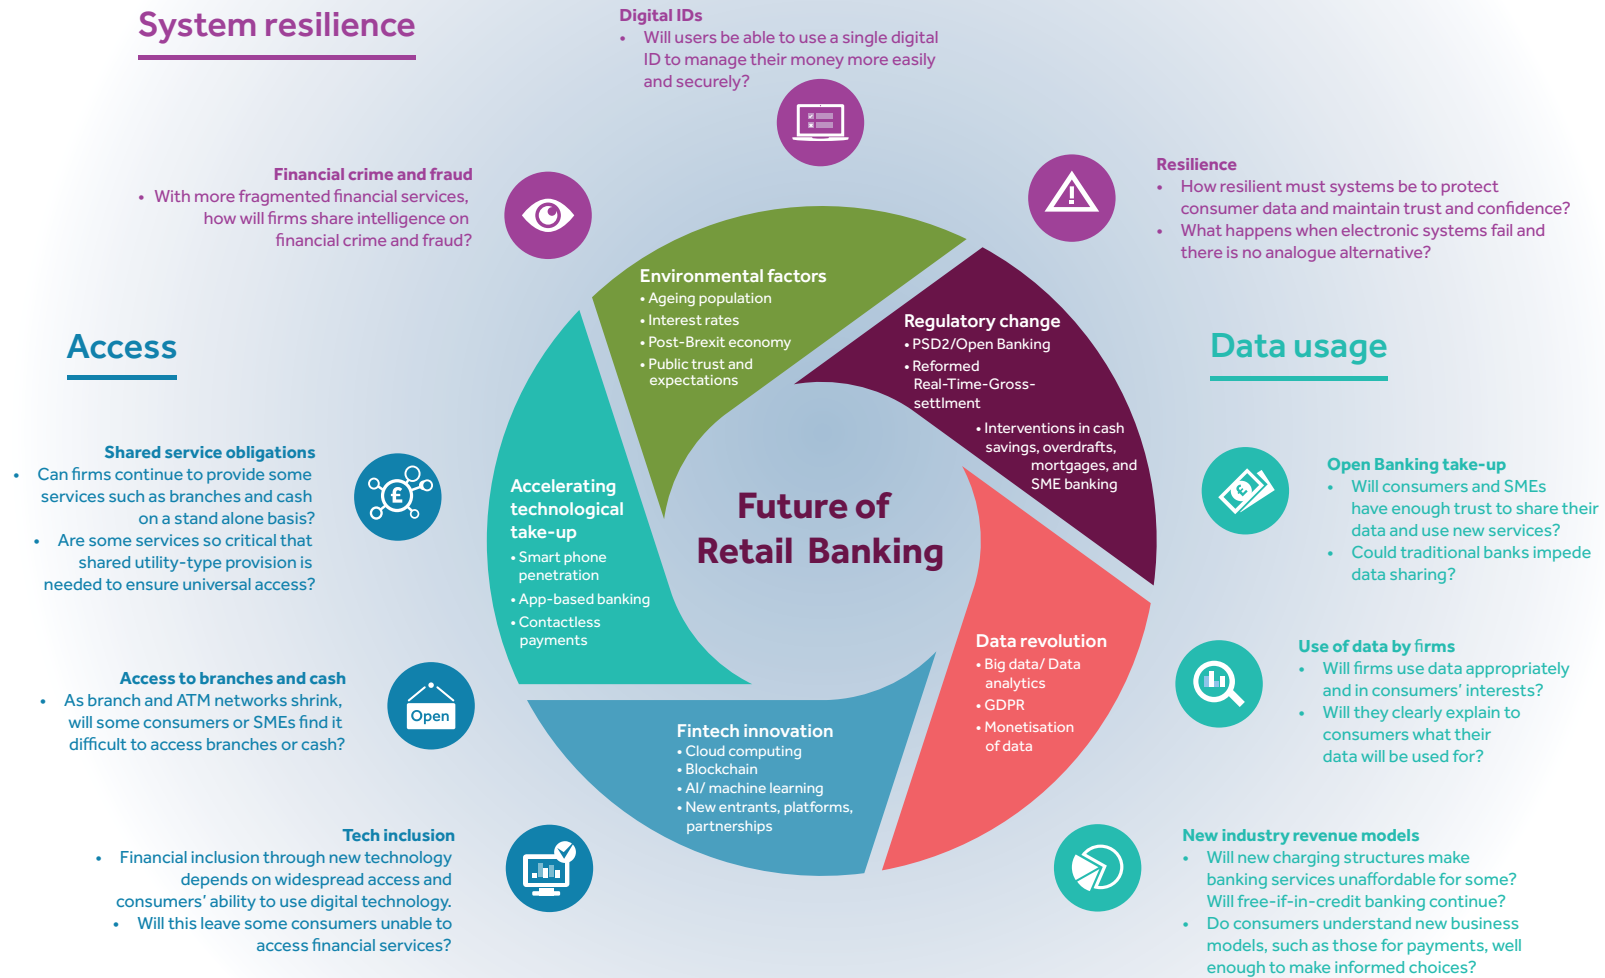 System resilience
Digital IDs
• Will users be able to use a single digital
ID to manage their money more easily
and securely?
Financial crime and fraud
• With more fragmented financial services,
how will firms share intelligence on
financial crime and fraud?
Resilience
• How resilient must systems be to protect
consumer data and maintain trust and confidence?
• What happens when electronic systems fail and
there is no analogue alternative?
Environmental factors
• Ageing population
• Interest rates
• Post-Brexit economy
• Public trust and
expectations
Regulatory change
• PSD2/Open Banking
• Reformed
Real-Time-Gross-
settlment
• Interventions in cash
savings, overdrafts,
mortgages, and
SME banking
Access
Data usage
Shared service obligations
• Can firms continue to provide some
services such as branches and cash
on a stand alone basis?
• Are some services so critical that
shared utility-type provision is
needed to ensure universal access?
£
Accelerating
technological
take-up
• Smart phone
penetration
• App-based banking
• Contactless
payments
Future of
Retail Banking
£
Open Banking take-up
• Will consumers and SMEs
have enough trust to share their
data and use new services?
• Could traditional banks impede
data sharing?
Access to branches and cash
• As branch and ATM networks shrink,
will some consumers or SMEs find it
difficult to access branches or cash?
Open
Data revolution
• Big data/ Data
analytics
• GDPR
• Monetisation
of data
Use of data by firms
• Will firms use data appropriately
and in consumers' interests?
• Will they clearly explain to
consumers what their
data will be used for?
Fintech innovation
• Cloud computing
• Blockchain
• AI/ machine learning
• New entrants, platforms,
partnerships
Tech inclusion
• Financial inclusion through new technology
depends on widespread access and
consumers' ability to use digital technology.
• Will this leave some consumers unable to
access financial services?
New industry revenue models
• Will new charging structures make
banking services unaffordable for some?
Will free-if-in-credit banking continue?
• Do consumers understand new business
models, such as those for payments, well
enough to make informed choices?